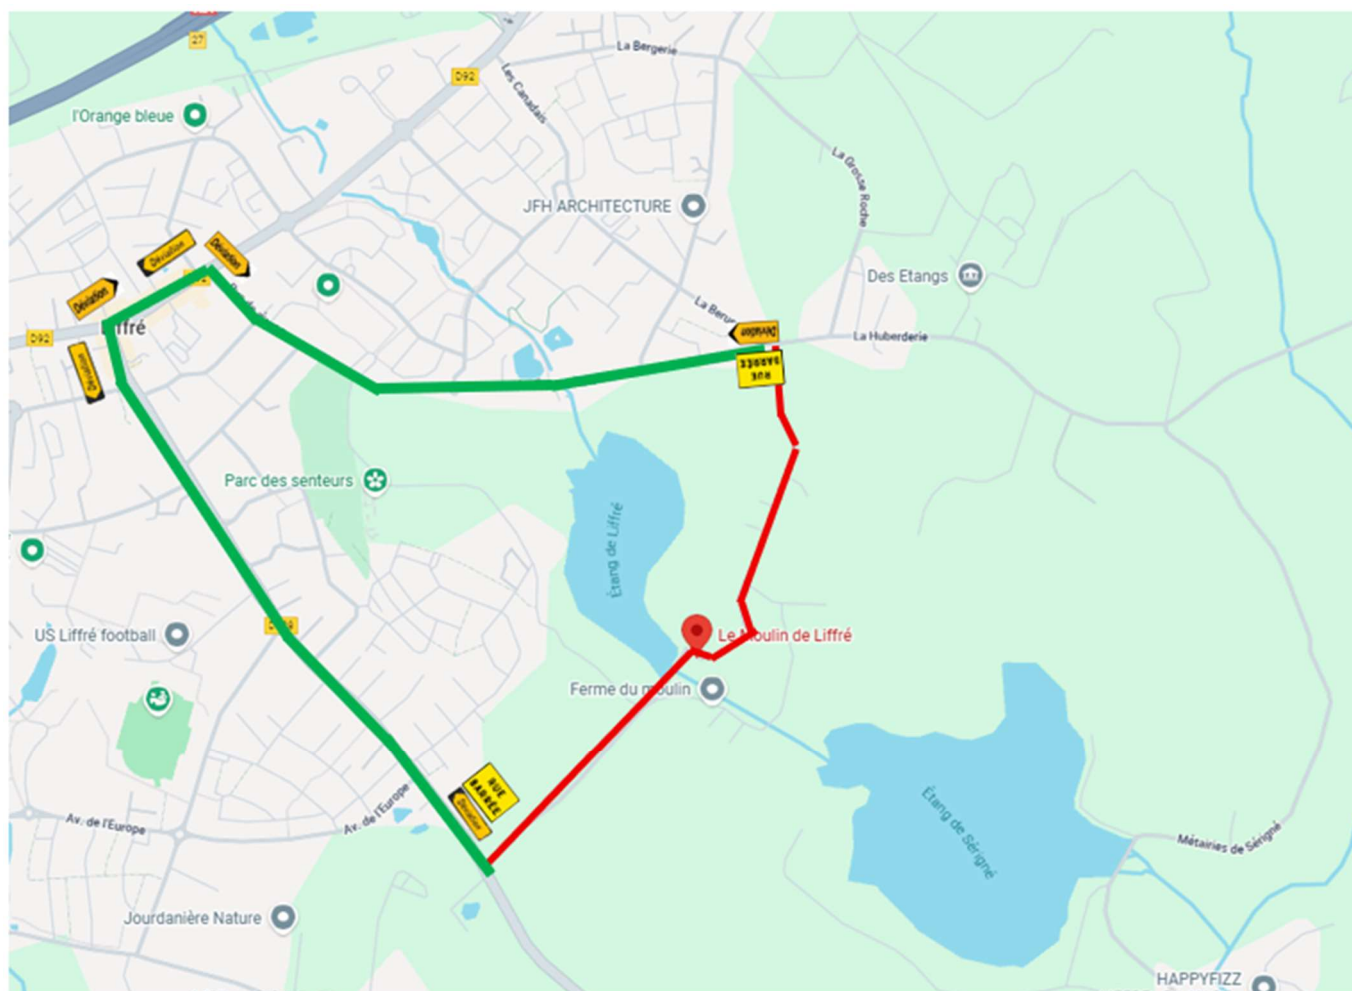 27
D92
La Bergerie
Les Canadais
l'Orange bleue
La Grosse Roche
JFH ARCHITECTURE
Déviation
Déviation
Des Etangs
Déviation
D92
Liffré
Déviation
La Huberderie
RUE
BARRÉE
Déviation
Parc des senteurs
Étang de Liffré
US Liffré football
Le Moulin de Liffré
Ferme du moulin
RUE
BARRÉE
Déviation
Av. de l'Europe
Av. de l'Europe
Étang de Sérigné
Métairies de Sérigné
Jourdanière Nature
HAPPYFIZZ